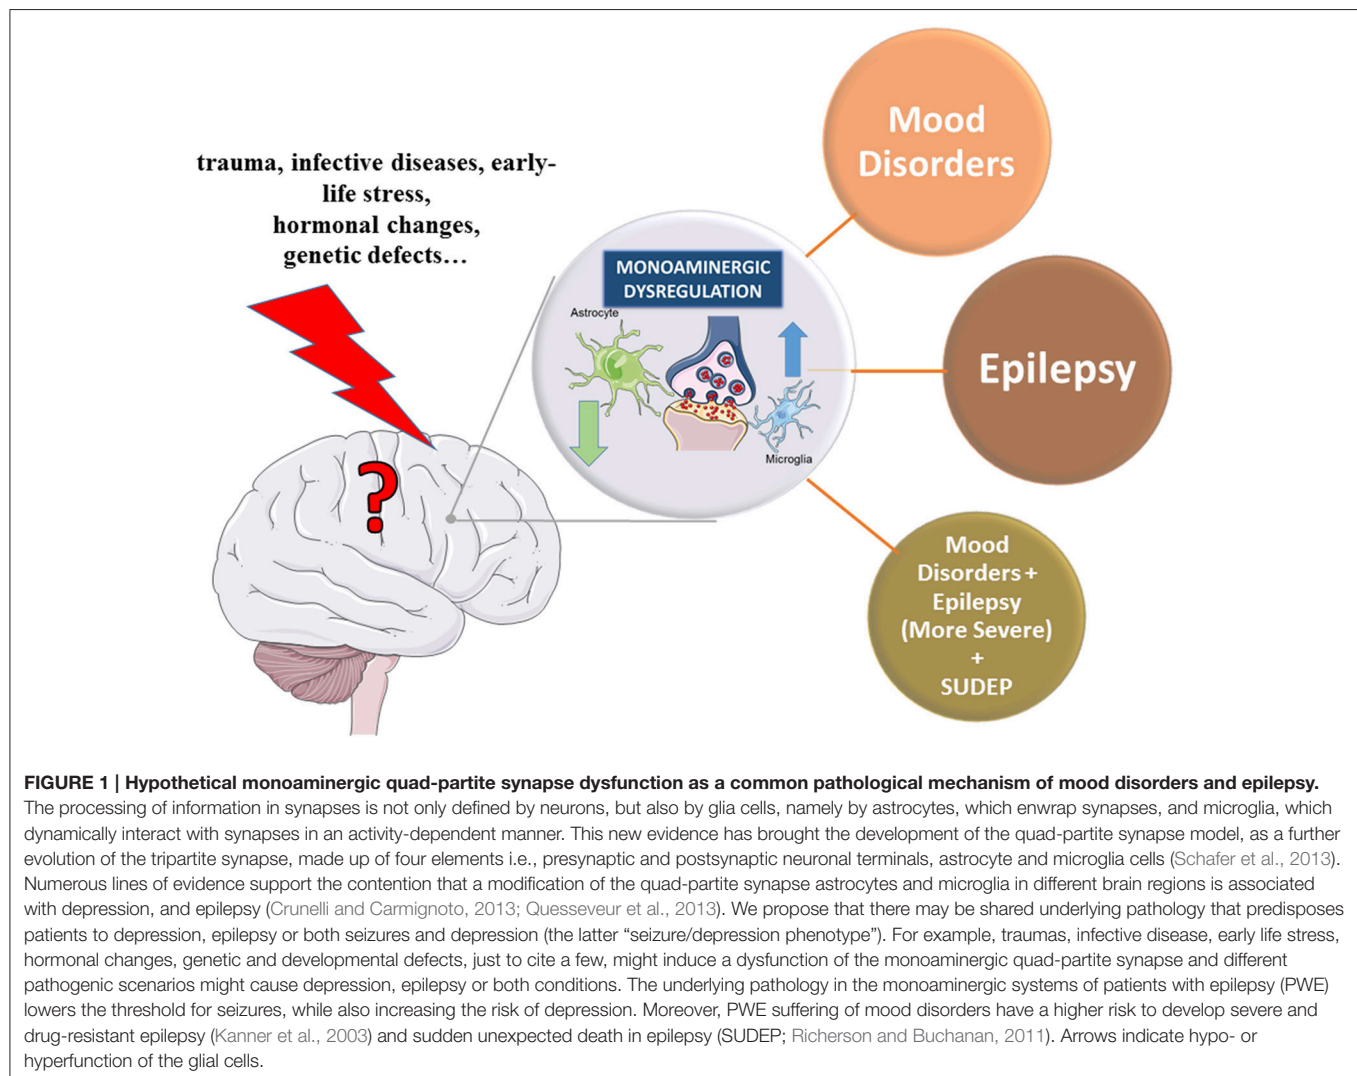 trauma, infective diseases, early-
life stress,
hormonal changes,
genetic defects...
MONOAMINERGIC
DYSREGULATION
Astrocyte
Microglia
?
Mood
Disorders
Epilepsy
Mood
Disorders +
Epilepsy
(More Severe)
+
SUDEP
FIGURE 1 | Hypothetical monoaminergic quad-partite synapse dysfunction as a common pathological mechanism of mood disorders and epilepsy.
The processing of information in synapses is not only defined by neurons, but also by glia cells, namely by astrocytes, which enwrap synapses, and microglia, which
dynamically interact with synapses in an activity-dependent manner. This new evidence has brought the development of the quad-partite synapse model, as a further
evolution of the tripartite synapse, made up of four elements i.e., presynaptic and postsynaptic neuronal terminals, astrocyte and microglia cells (Schafer et al., 2013).
Numerous lines of evidence support the contention that a modification of the quad-partite synapse astrocytes and microglia in different brain regions is associated
with depression, and epilepsy (Crunelli and Carmignoto, 2013; Quesseveur et al., 2013). We propose that there may be shared underlying pathology that predisposes
patients to depression, epilepsy or both seizures and depression (the latter “seizure/depression phenotype”). For example, traumas, infective disease, early life stress,
hormonal changes, genetic and developmental defects, just to cite a few, might induce a dysfunction of the monoaminergic quad-partite synapse and different
pathogenic scenarios might cause depression, epilepsy or both conditions. The underlying pathology in the monoaminergic systems of patients with epilepsy (PWE)
lowers the threshold for seizures, while also increasing the risk of depression. Moreover, PWE suffering of mood disorders have a higher risk to develop severe and
drug-resistant epilepsy (Kanner et al., 2003) and sudden unexpected death in epilepsy (SUDEP; Richerson and Buchanan, 2011). Arrows indicate hypo- or
hyperfunction of the glial cells.